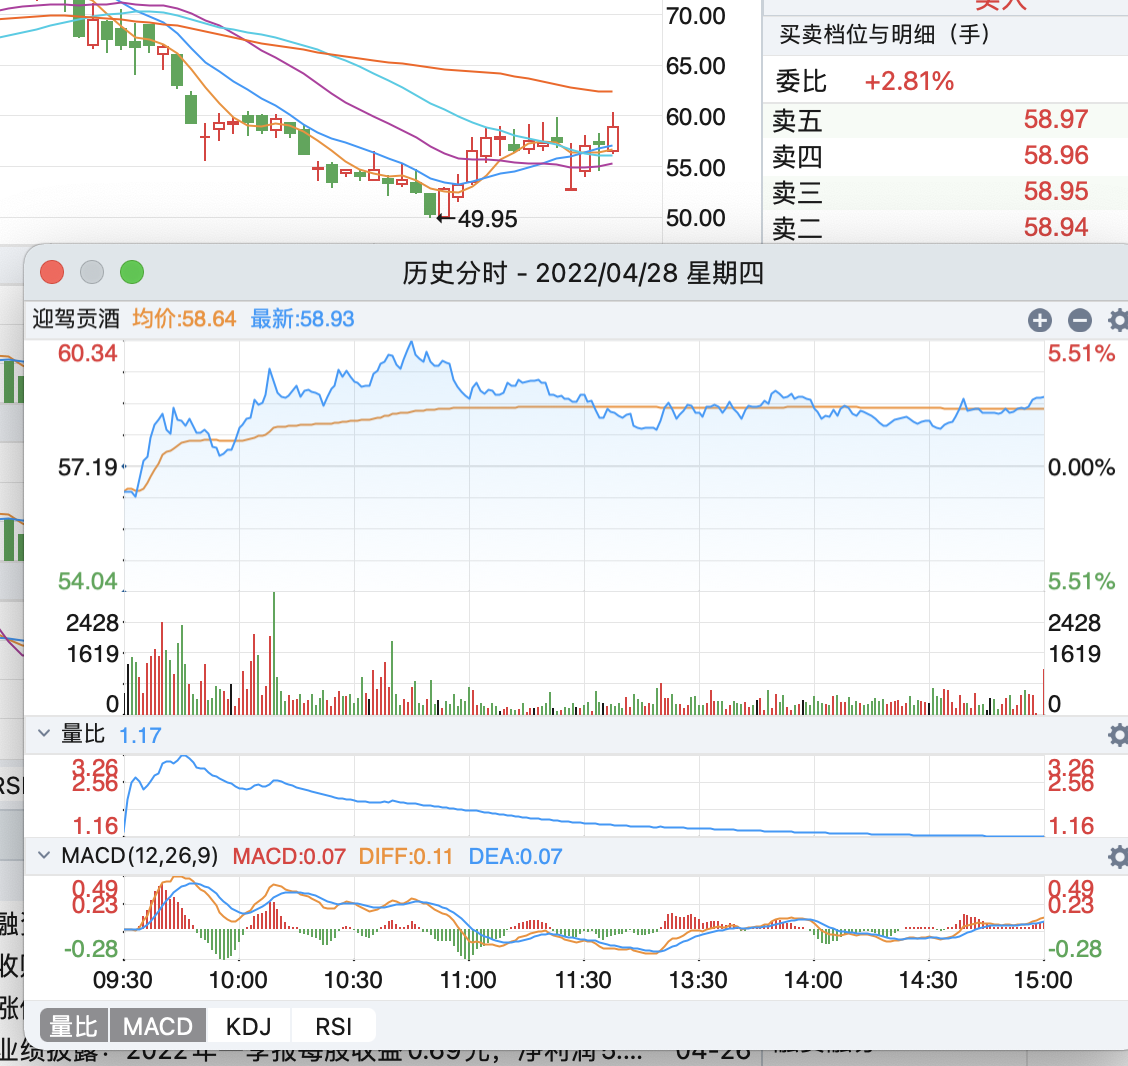 70.00
65.00
60.00
55.00
50.00
←49.95
买入
买卖档位与明细（手）
委比 +2.81%
卖五 58.97
卖四 58.96
卖三 58.95
卖二 58.94
历史分时 - 2022/04/28 星期四
迎驾贡酒 均价:58.64 最新:58.93
60.34 5.51%
57.19 0.00%
54.04 5.51%
2428 2428
1619 1619
0 0
量比 1.17
3.26 3.26
2.56 2.56
1.16 1.16
RSI
MACD(12,26,9) MACD:0.07 DIFF:0.11 DEA:0.07
0.49 0.49
0.23 0.23
-0.28 -0.28
09:30 10:00 10:30 11:00 11:30 13:30 14:00 14:30 15:00
量比 MACD KDJ RSI
业绩披露：2022年一季报每股收益0.69元，净利润5.... 04-26